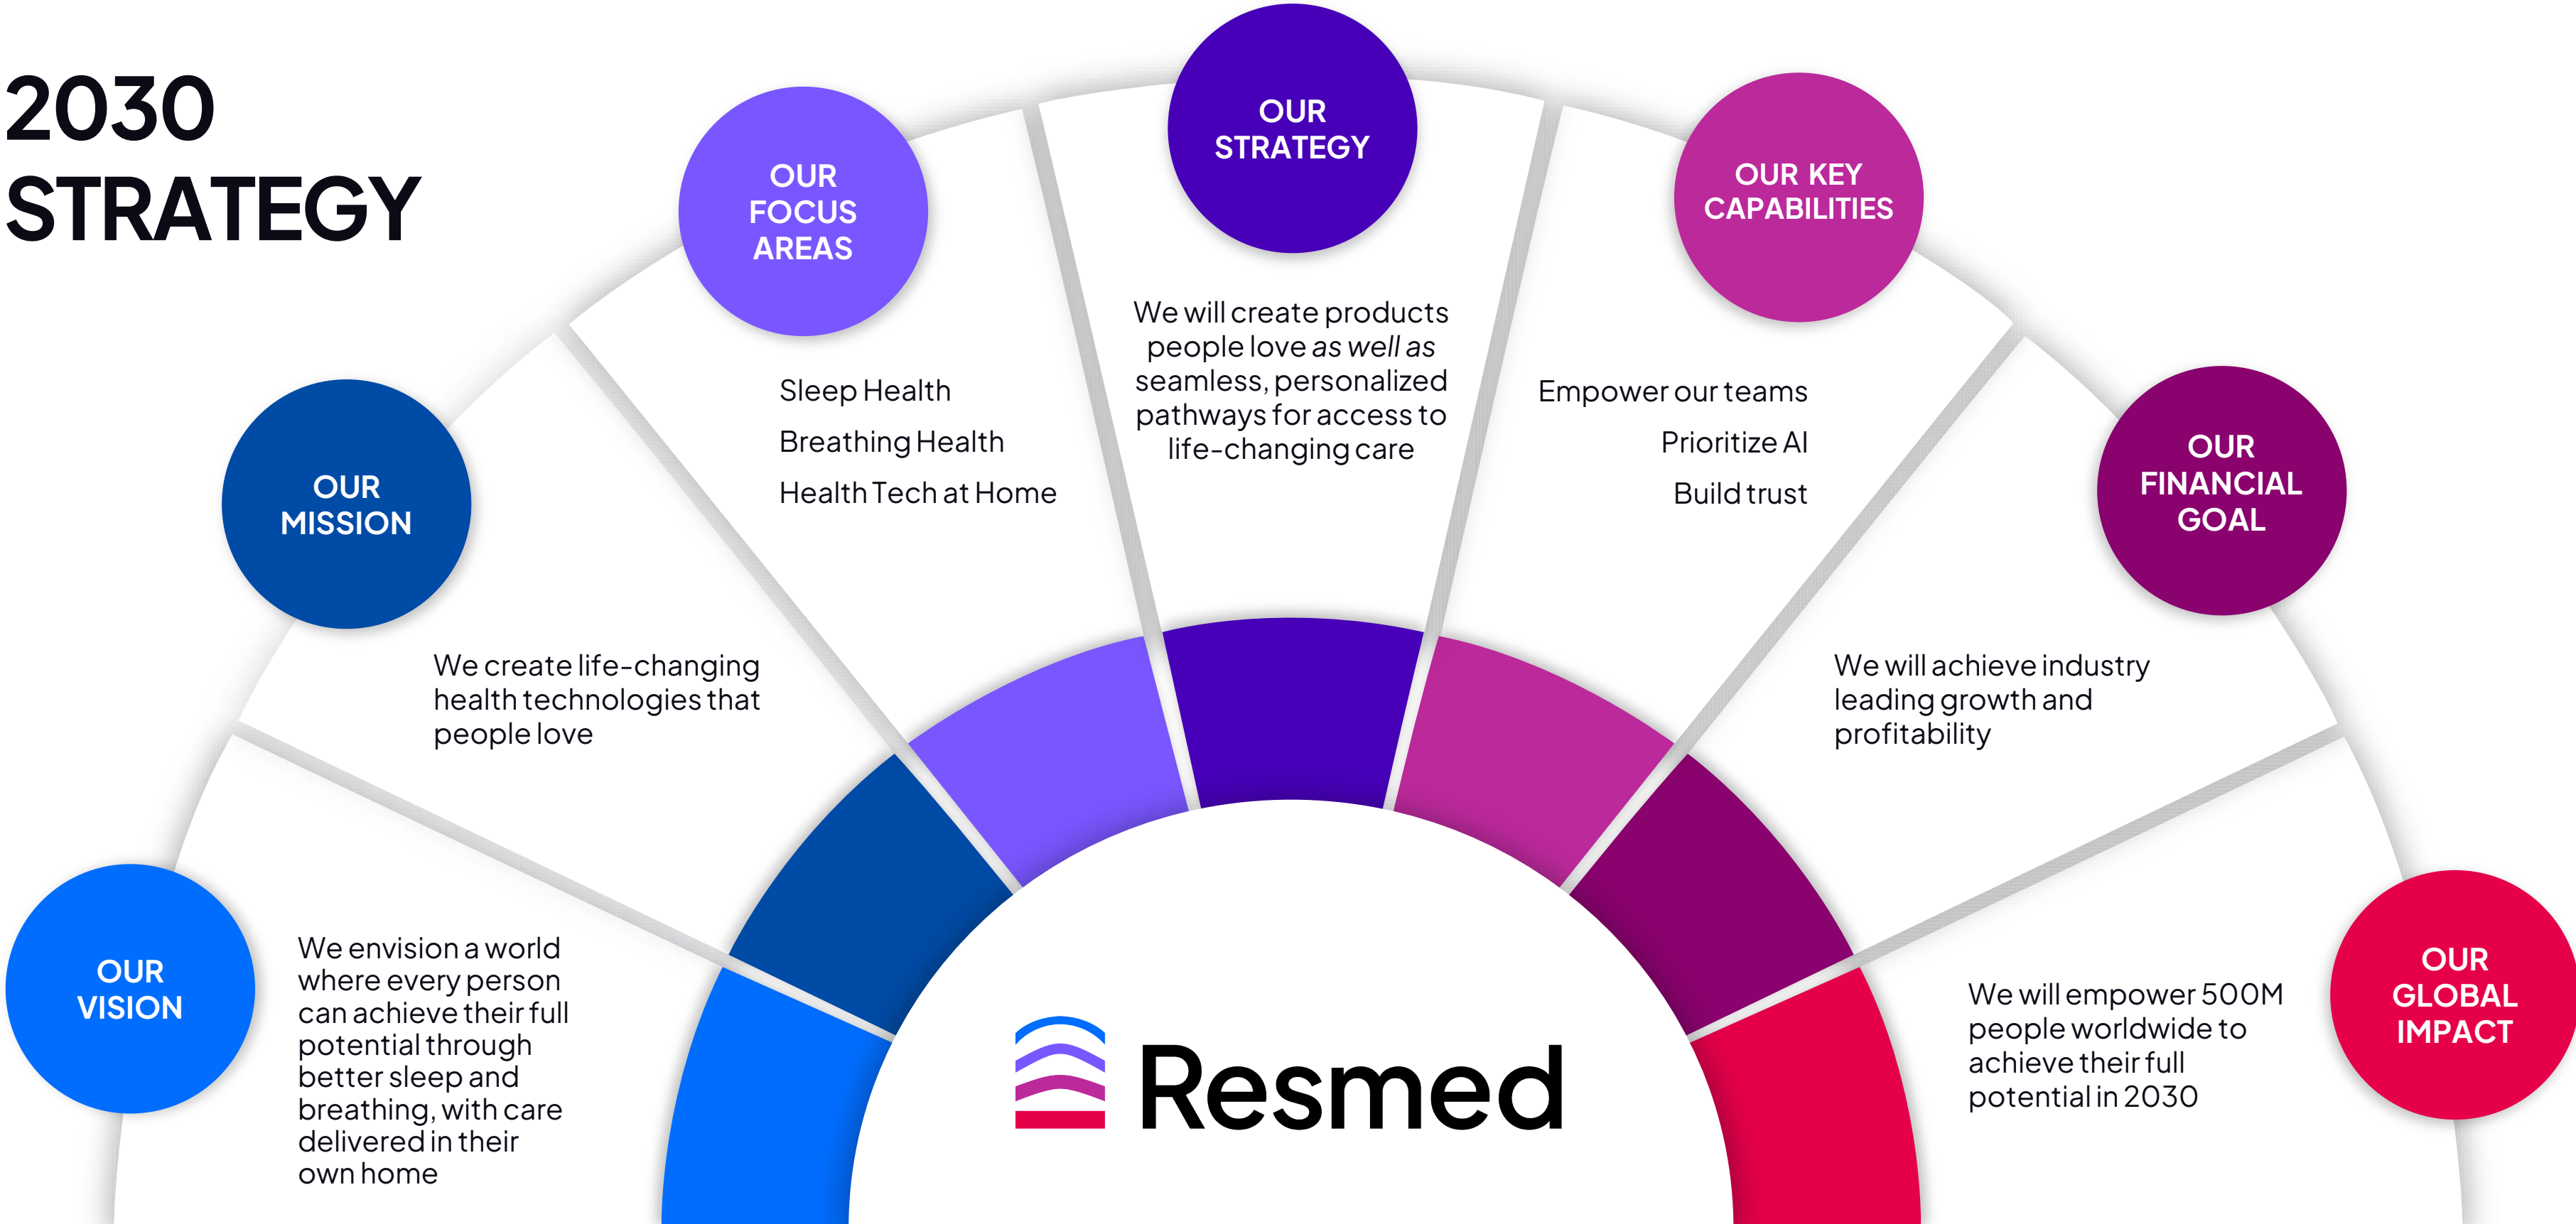 2030
STRATEGY
OUR
VISION
We envision a world
where every person
can achieve their full
potential through
better sleep and
breathing, with care
delivered in their
own home
OUR
MISSION
We create life-changing
health technologies that
people love
OUR
FOCUS
AREAS
Sleep Health
Breathing Health
Health Tech at Home
OUR
STRATEGY
We will create products
people love as well as
seamless, personalized
pathways for access to
life-changing care
OUR KEY
CAPABILITIES
Empower our teams
Prioritize AI
Build trust
OUR
FINANCIAL
GOAL
We will achieve industry
leading growth and
profitability
OUR
GLOBAL
IMPACT
We will empower 500M
people worldwide to
achieve their full
potential in 2030
Resmed